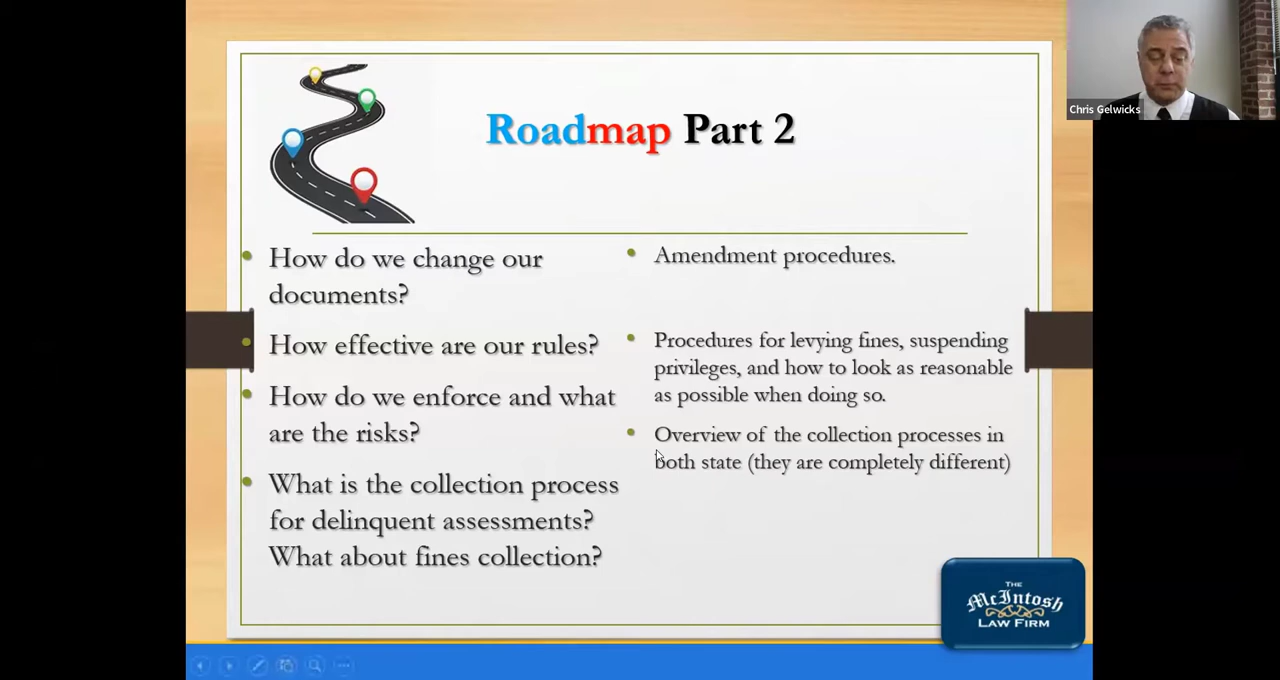 Chris Gelwicks
Roadmap Part 2
How do we change our
documents?
How effective are our rules?
How do we enforce and what
are the risks?
What is the collection process
for delinquent assessments?
What about fines collection?
Amendment procedures.
Procedures for levying fines, suspending
privileges, and how to look as reasonable
as possible when doing so.
Overview of the collection processes in
both state (they are completely different)
THE
McIntosh
LAW FIRM